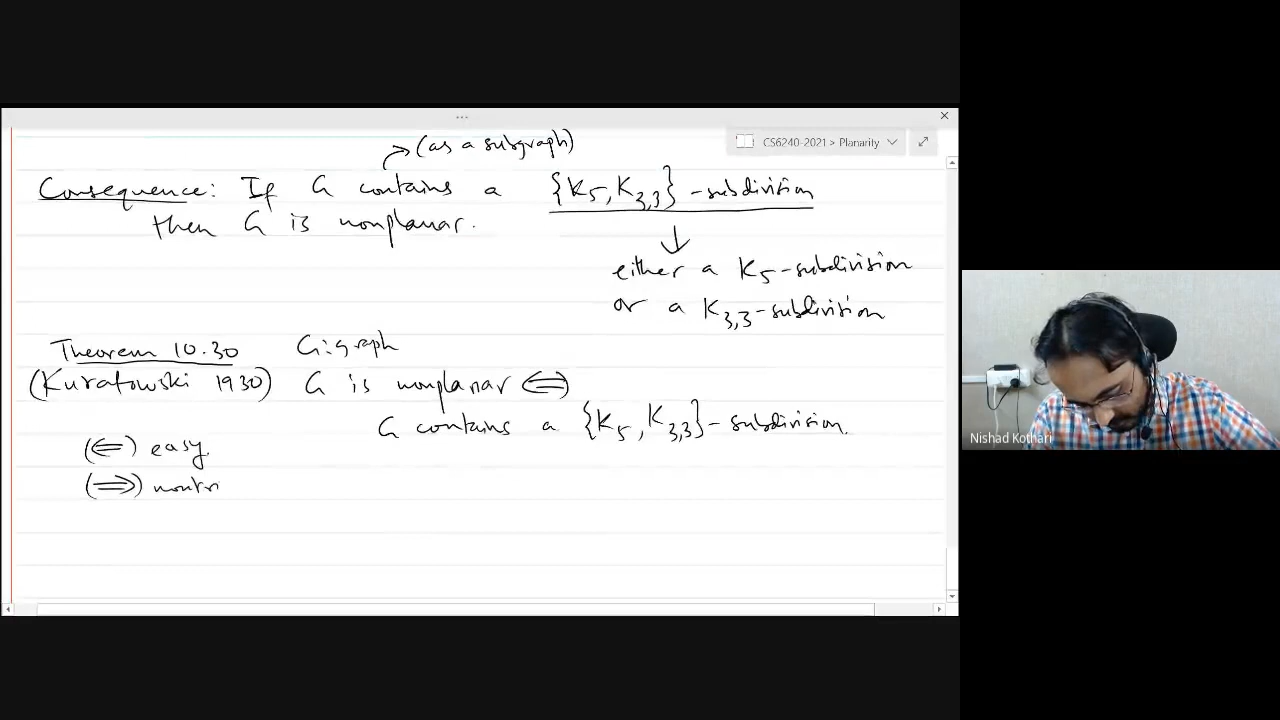 CS6240-2021 > Planarity
(as a subgraph)
Consequence: If G contains a {K5, K3,3}-subdivision
then G is nonplanar.
either a K5-subdivision
or a K3,3-subdivision
Theorem 10.30 G: graph
(Kuratowski 1930) G is nonplanar ⟺
G contains a {K5, K3,3}-subdivision.
(⟸) easy.
(⟹) nontri
Nishad Kothari